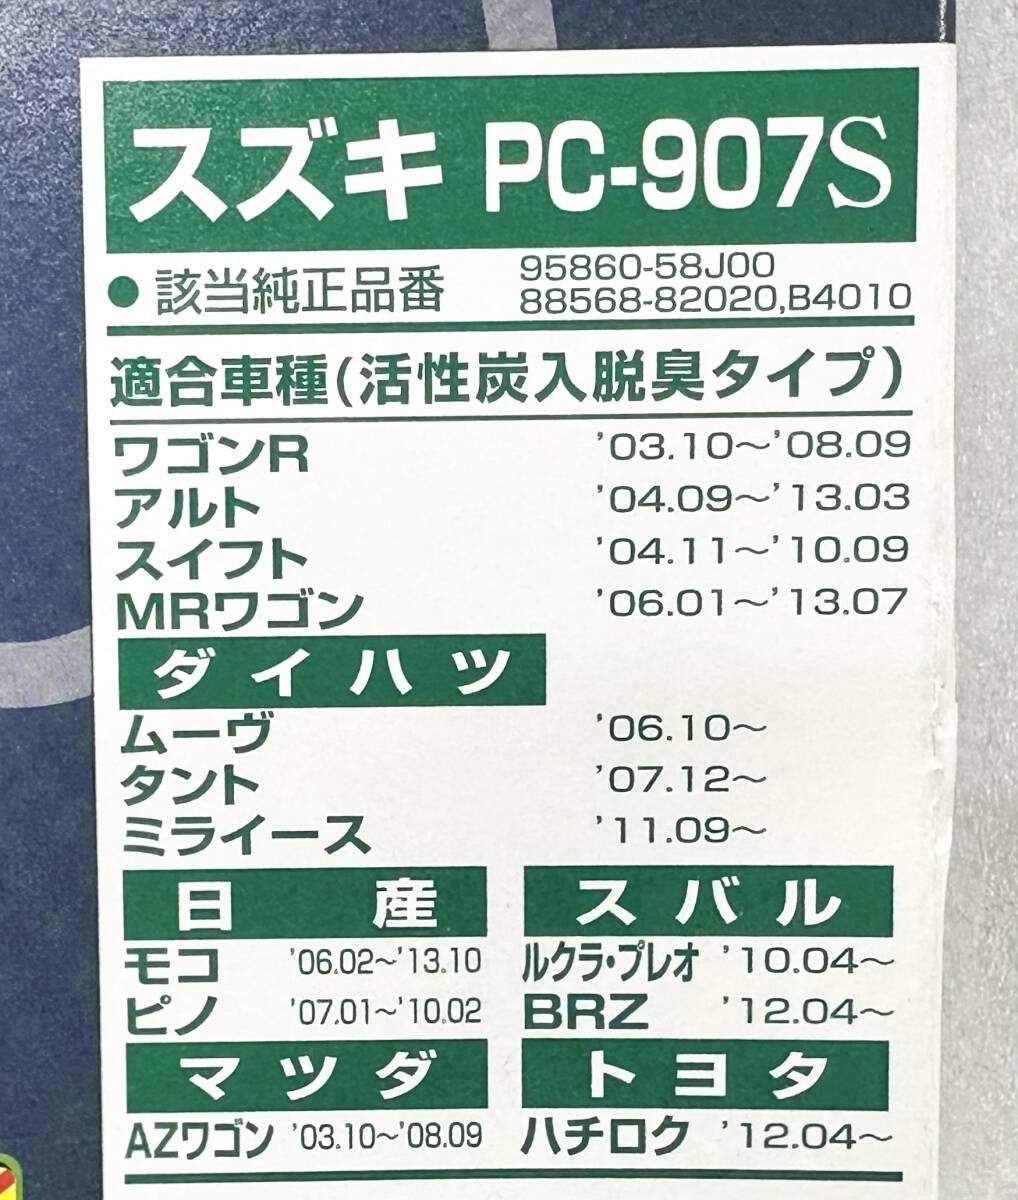 スズキ PC-907S
● 該当純正品番 95860-58J00
88568-82020,B4010
適合車種(活性炭入脱臭タイプ)
ワゴンR '03.10～'08.09
アルト '04.09～'13.03
スイフト '04.11～'10.09
MRワゴン '06.01～'13.07
ダイハツ
ムーヴ '06.10～
タント '07.12～
ミライース '11.09～
日産
モコ '06.02～'13.10
ピノ '07.01～'10.02
スバル
ルクラ・プレオ '10.04～
BRZ '12.04～
マツダ
AZワゴン '03.10～'08.09
トヨタ
ハチロク '12.04～